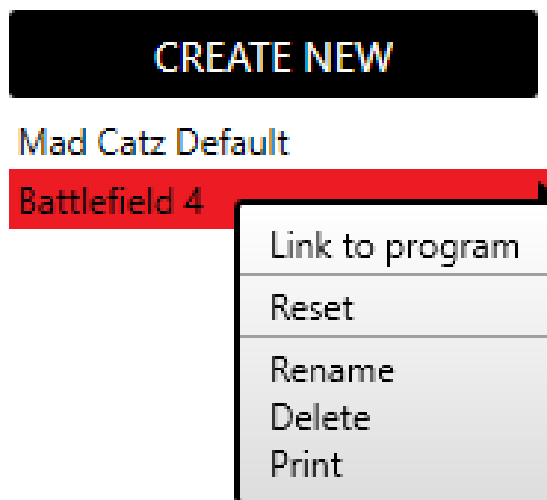 CREATE NEW
Mad Catz Default
Battlefield 4
Link to program
Reset
Rename
Delete
Print